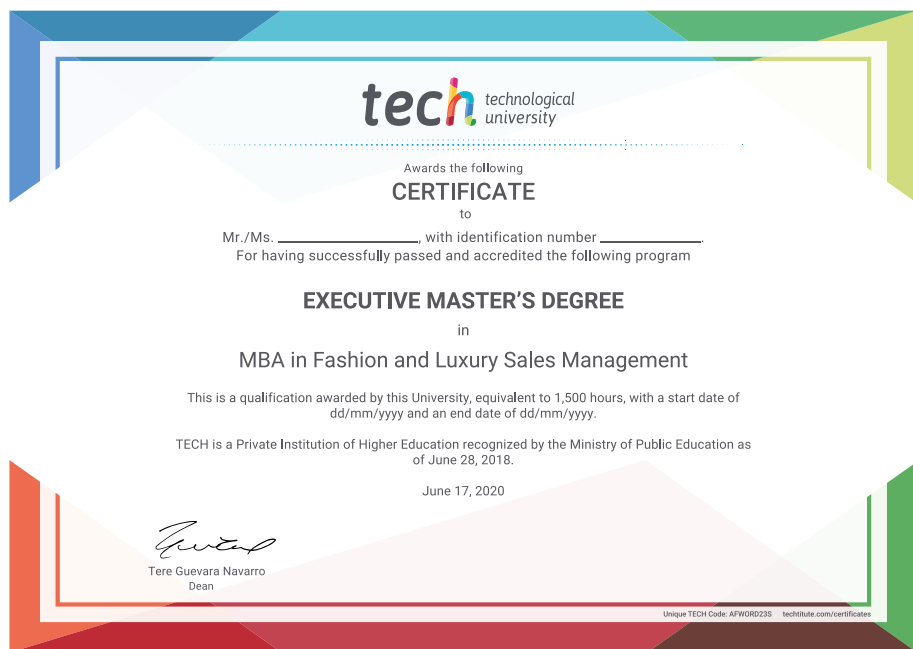 tech technological
university
Awards the following
CERTIFICATE
to
Mr./Ms. ____________________, with identification number ______________.
For having successfully passed and accredited the following program
EXECUTIVE MASTER'S DEGREE
in
MBA in Fashion and Luxury Sales Management
This is a qualification awarded by this University, equivalent to 1,500 hours, with a start date of
dd/mm/yyyy and an end date of dd/mm/yyyy.
TECH is a Private Institution of Higher Education recognized by the Ministry of Public Education as
of June 28, 2018.
June 17, 2020
Tere Guevara Navarro
Dean
Unique TECH Code: AFWORD23S techtitute.com/certificates